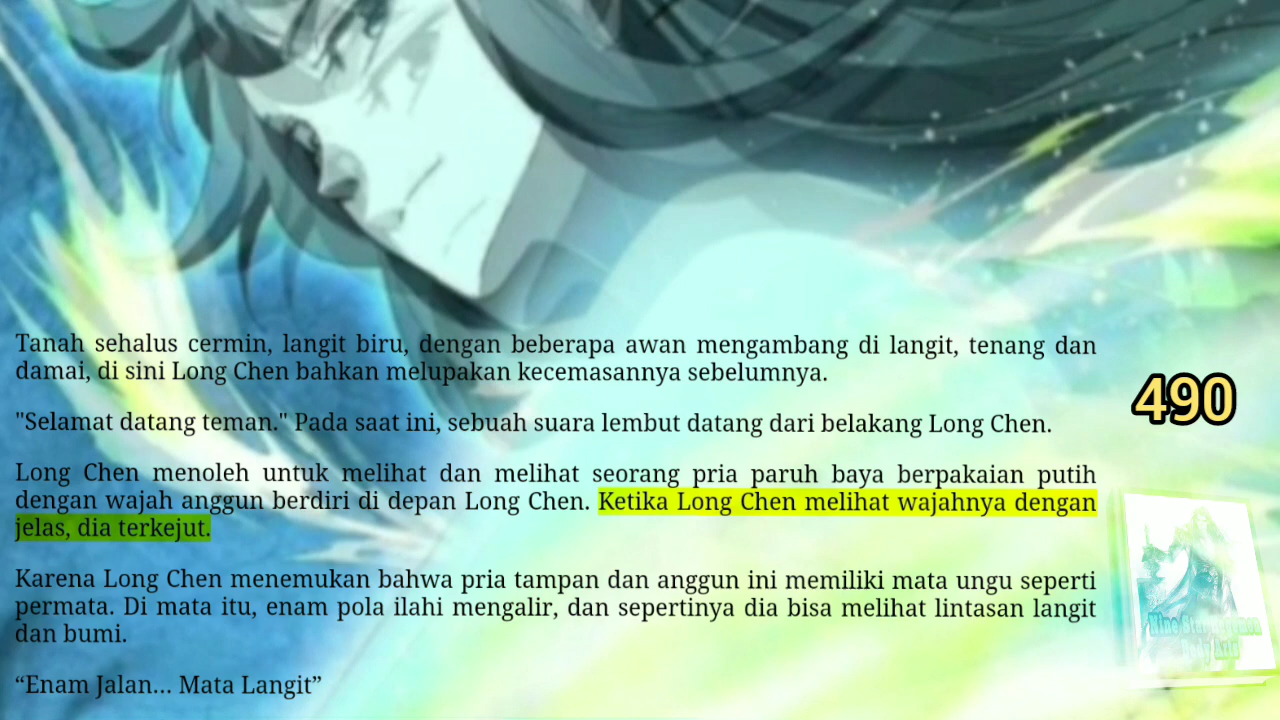 Tanah sehalus cermin, langit biru, dengan beberapa awan mengambang di langit, tenang dan
damai, di sini Long Chen bahkan melupakan kecemasannya sebelumnya.
"Selamat datang teman." Pada saat ini, sebuah suara lembut datang dari belakang Long Chen.
Long Chen menoleh untuk melihat dan melihat seorang pria paruh baya berpakaian putih
dengan wajah anggun berdiri di depan Long Chen. Ketika Long Chen melihat wajahnya dengan
jelas, dia terkejut.
Karena Long Chen menemukan bahwa pria tampan dan anggun ini memiliki mata ungu seperti
permata. Di mata itu, enam pola ilahi mengalir, dan sepertinya dia bisa melihat lintasan langit
dan bumi.
“Enam Jalan... Mata Langit”
490
Nine Star